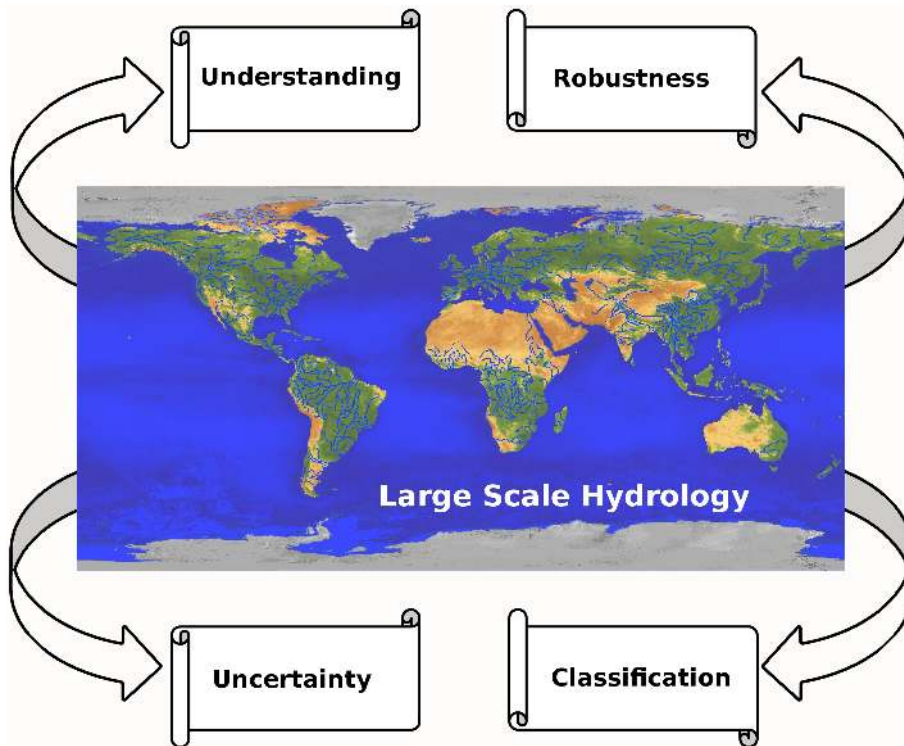 Understanding
Robustness
Large Scale Hydrology
Uncertainty
Classification